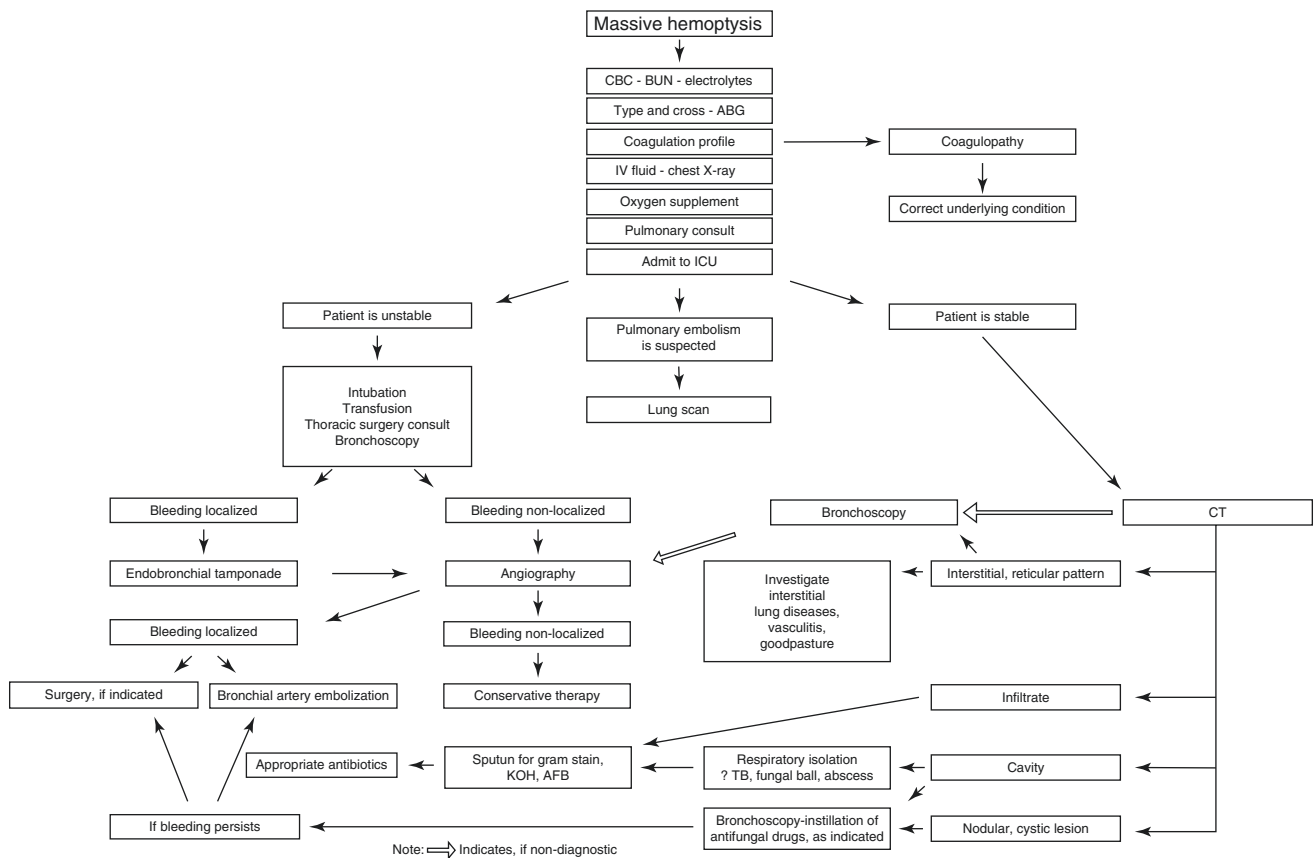 Massive hemoptysis
CBC - BUN - electrolytes
Type and cross - ABG
Coagulation profile
Coagulopathy
IV fluid - chest X-ray
Oxygen supplement
Correct underlying condition
Pulmonary consult
Admit to ICU
Patient is unstable
Pulmonary embolism
is suspected
Patient is stable
Intubation
Transfusion
Thoracic surgery consult
Bronchoscopy
Lung scan
Bleeding localized
Bleeding non-localized
Bronchoscopy
CT
Endobronchial tamponade
Angiography
Investigate
interstitial
lung diseases,
vasculitis,
goodpasture
Interstitial, reticular pattern
Bleeding localized
Bleeding non-localized
Surgery, if indicated
Bronchial artery embolization
Conservative therapy
Infiltrate
Appropriate antibiotics
Sputun for gram stain,
KOH, AFB
Respiratory isolation
? TB, fungal ball, abscess
Cavity
If bleeding persists
Bronchoscopy-instillation of
antifungal drugs, as indicated
Nodular, cystic lesion
Note: ⇨ Indicates, if non-diagnostic